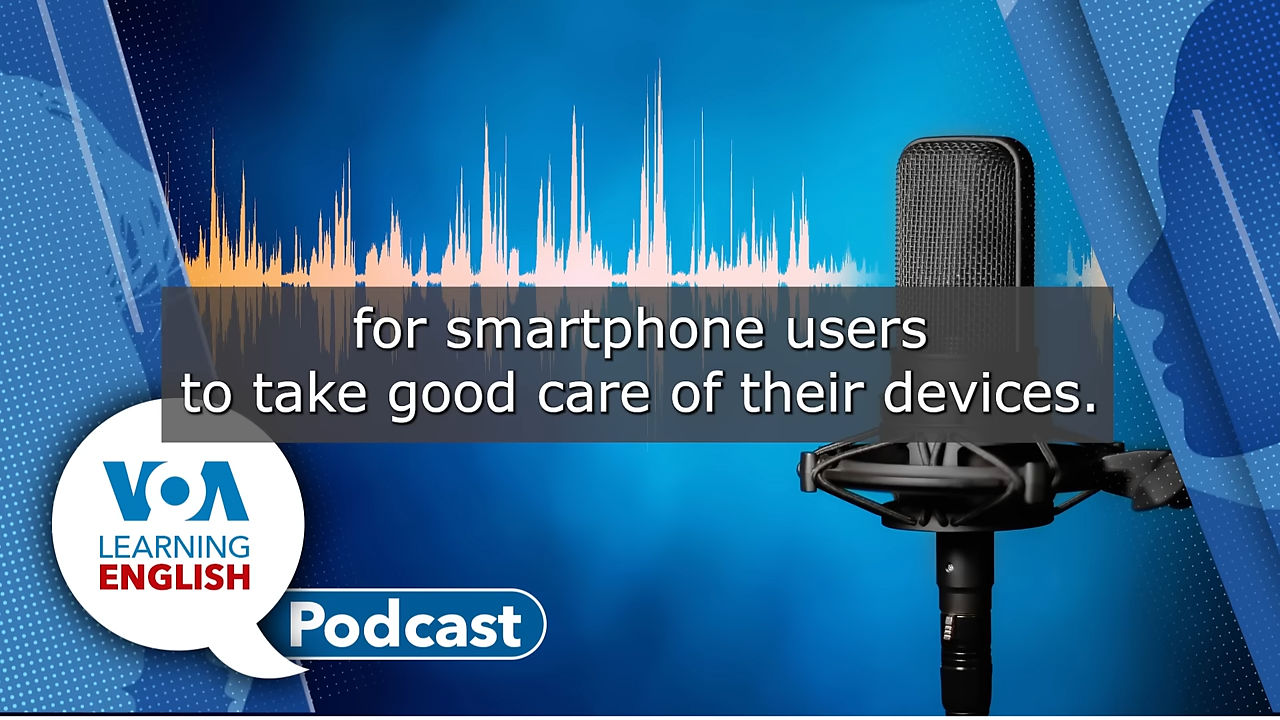 for smartphone users
to take good care of their devices.
VOA
LEARNING
ENGLISH
Podcast